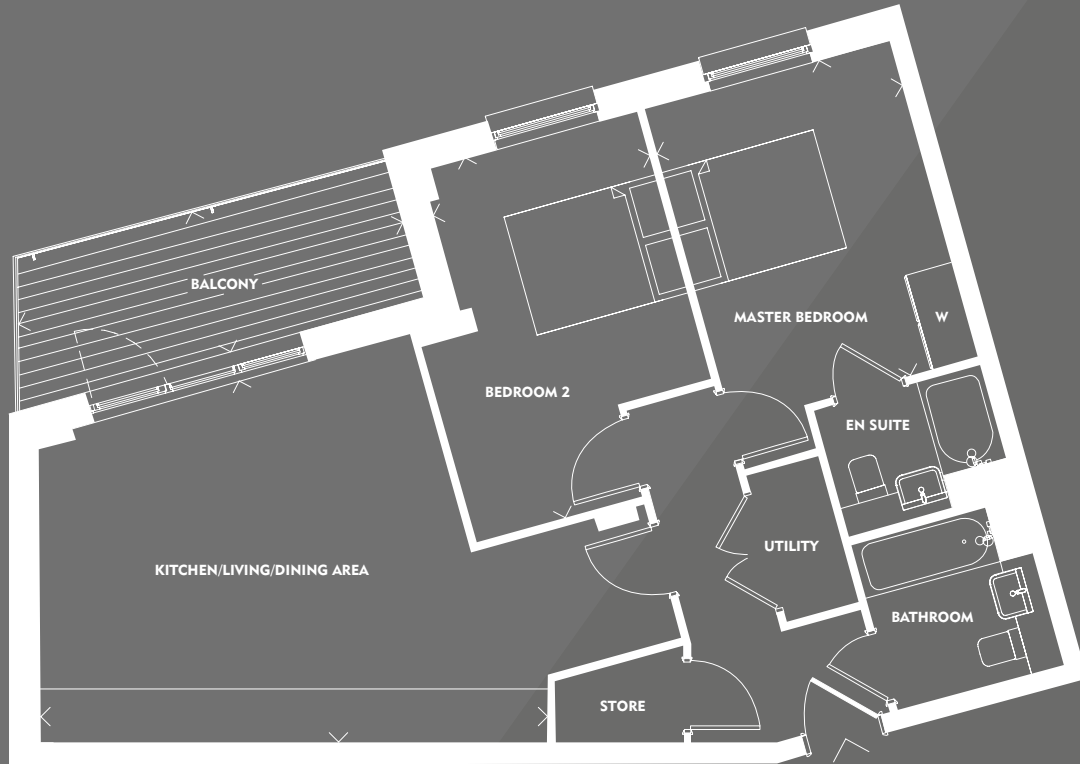 BALCONY
MASTER BEDROOM
W
BEDROOM 2
EN SUITE
UTILITY
KITCHEN/LIVING/DINING AREA
BATHROOM
STORE